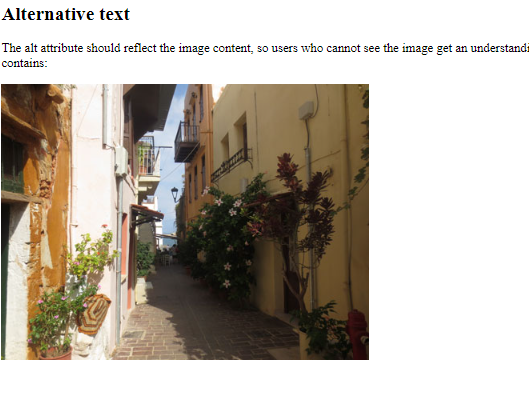 Alternative text
The alt attribute should reflect the image content, so users who cannot see the image get an
contains: